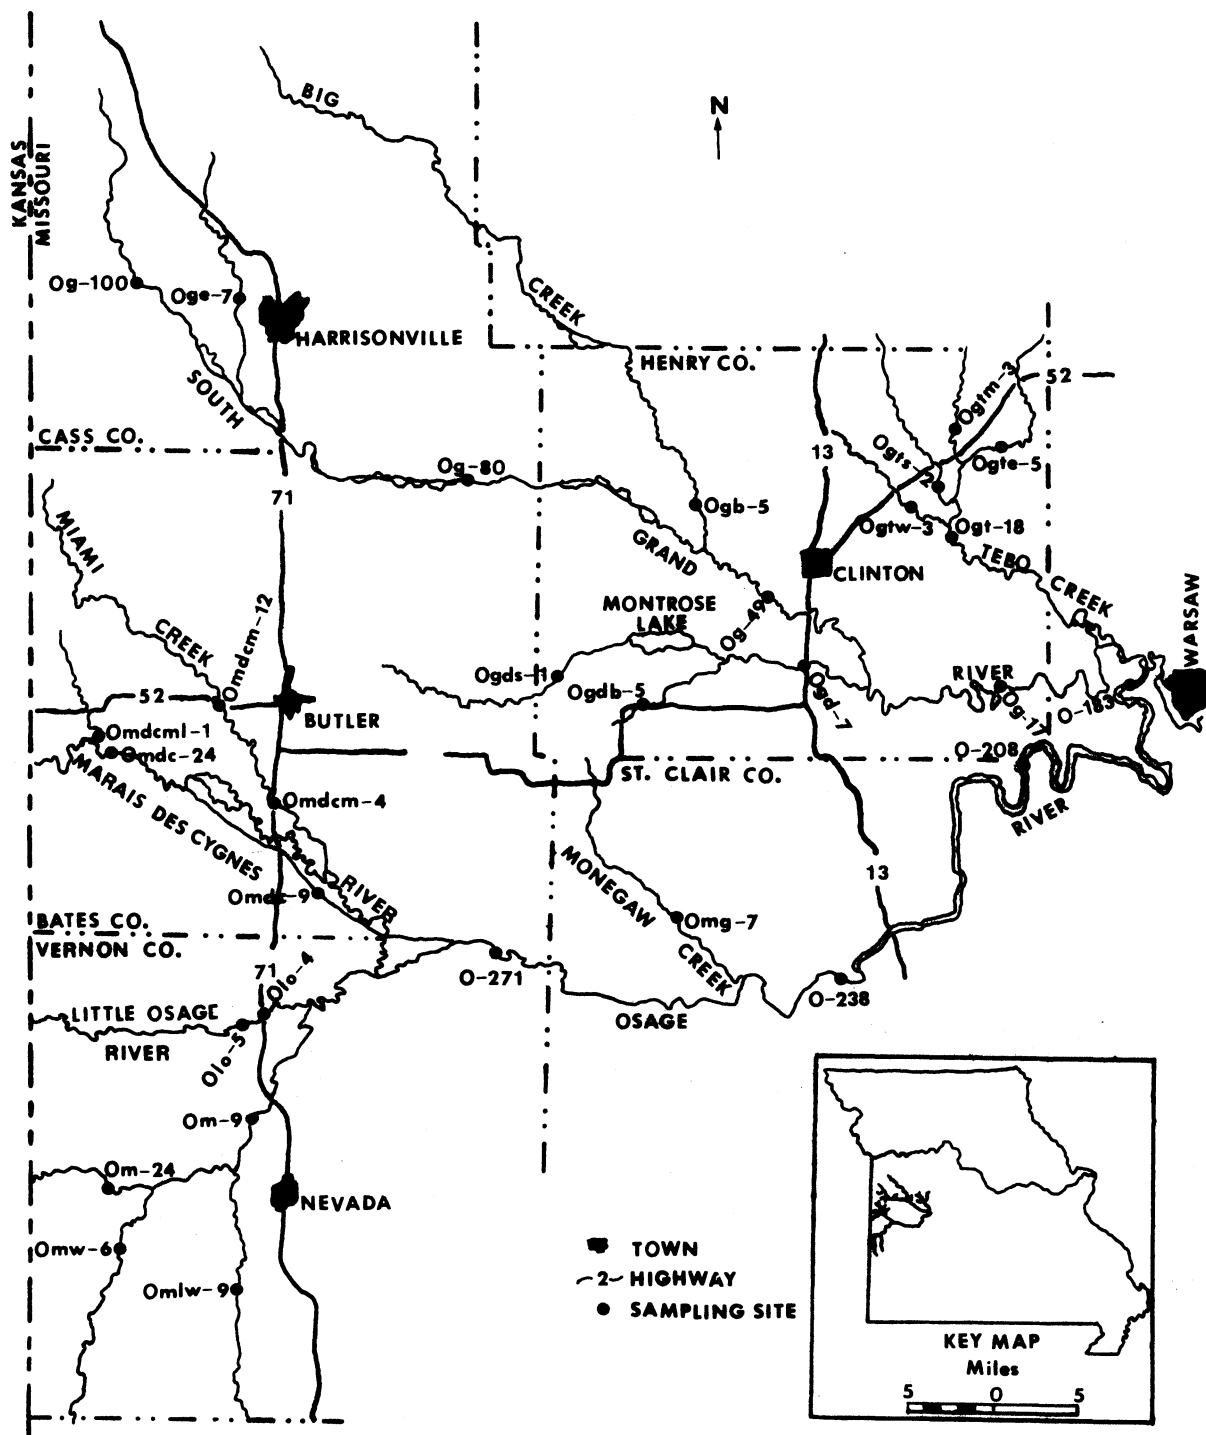 BIG
N
KANSAS
MISSOURI
Og-100
Oge-7
CREEK
HARRISONVILLE
HENRY CO.
52
SOUTH
Ogtm-3
CASS CO.
13
Ogts-2
Ogte-5
Og-80
71
Ogb-5
Ogtw-3
Ogt-18
MIAMI
GRAND
TEBO
CREEK
CLINTON
WARSAW
MONTROSE
LAKE
Og-49
CREEK
Omdcm-12
Ogds-1
Ogdb-5
Ogd-7
RIVER
Og-17
O-183
52
BUTLER
Omdcml-1
Omdc-24
O-208
ST. CLAIR CO.
MARAIS DES CYGNES
Omdcm-4
RIVER
MONEGAW
13
Omdc-9
RIVER
Omg-7
BATES CO.
VERNON CO.
CREEK
71
Olo-4
O-271
O-238
LITTLE OSAGE
OSAGE
RIVER
Olo-5
Om-9
Om-24
NEVADA
Omw-6
TOWN
Omlw-9
-2- HIGHWAY
SAMPLING SITE
KEY MAP
Miles
5 0 5